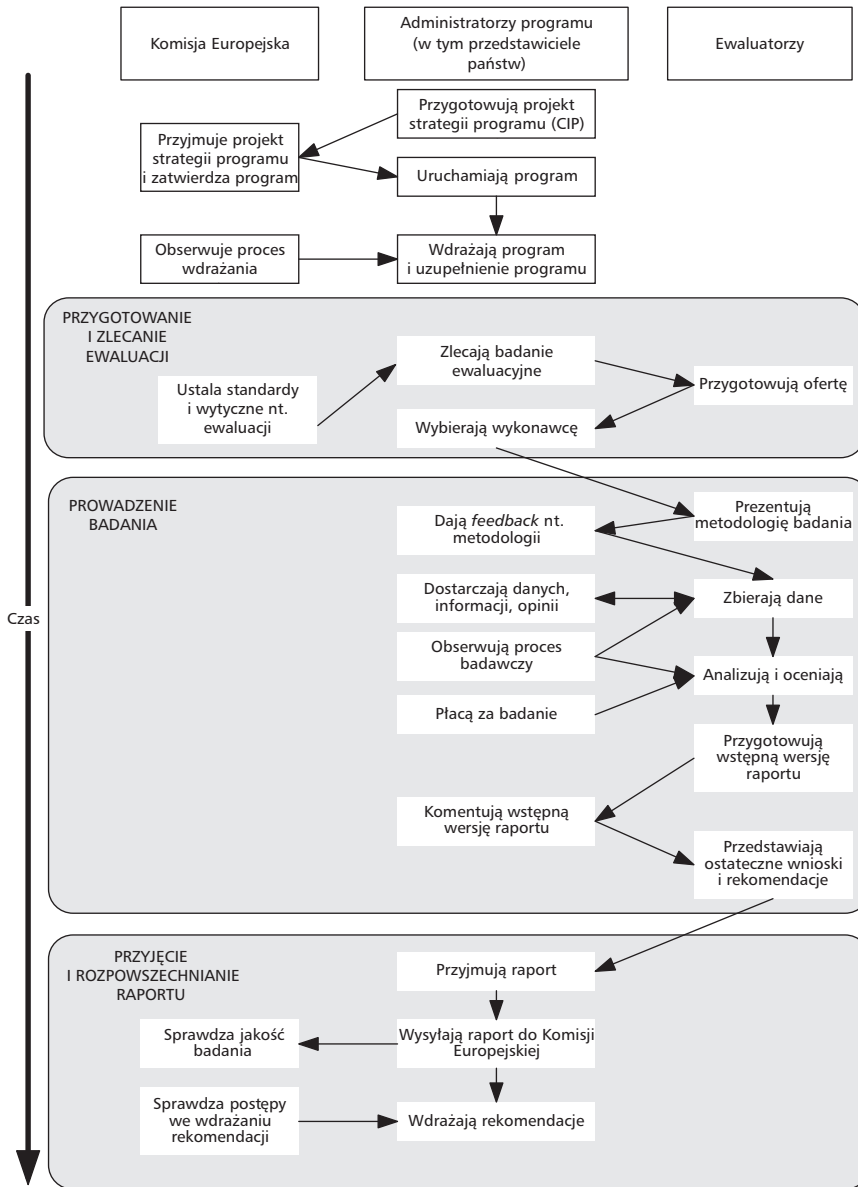 Komisja Europejska
Administratorzy programu
(w tym przedstawiciele
państw)
Ewaluatorzy
Przygotowują projekt
strategii programu (CIP)
Przyjmuje projekt
strategii programu
i zatwierdza program
Uruchamiają program
Obserwuje proces
wdrażania
Wdrażają program
i uzupełnienie programu
PRZYGOTOWANIE
I ZLECANIE
EWALUACJI
Zlecają badanie
ewaluacyjne
Ustala standardy
i wytyczne nt.
ewaluacji
Przygotowują ofertę
Wybierają wykonawcę
PROWADZENIE
BADANIA
Prezentują
metodologię badania
Dają feedback nt.
metodologii
Dostarczają danych,
informacji, opinii
Zbierają dane
Czas
Obserwują proces
badawczy
Analizują i oceniają
Płacą za badanie
Przygotowują
wstępną wersję
raportu
Komentują wstępną
wersję raportu
Przedstawiają
ostateczne wnioski
i rekomendacje
PRZYJĘCIE
I ROZPOWSZECHNIANIE
RAPORTU
Przyjmują raport
Sprawdza jakość
badania
Wysyłają raport do Komisji
Europejskiej
Sprawdza postępy
we wdrażaniu
rekomendacji
Wdrażają rekomendacje